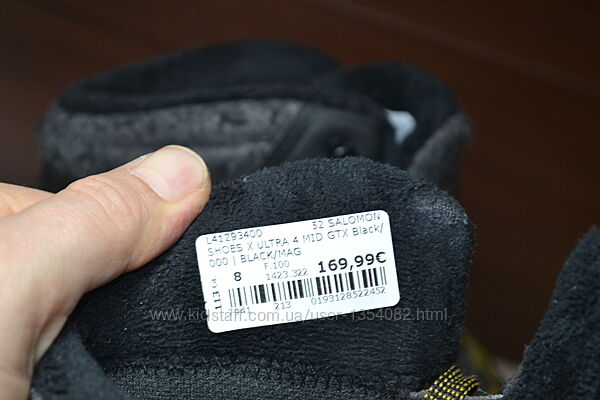 L41293400 52 SALOMON
SHOES X ULTRA 4 MID GTX Black/
000 | BLACK/MAG
8 F.100 1423.322 169,99€
7941 213 0193128522452
www.kidstaff.com.ua/user-1354082.html